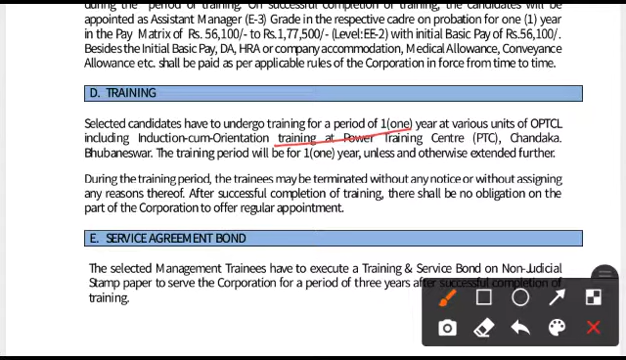 during the period of training. On successful completion of training, the candidates will be
appointed as Assistant Manager (E-3) Grade in the respective cadre on probation for one (1) year
in the Pay Matrix of Rs. 56,100/- to Rs.1,77,500/- (Level:EE-2) with initial Basic Pay of Rs.56,100/.
Besides the Initial Basic Pay, DA, HRA or company accommodation, Medical Allowance, Conveyance
Allowance etc. shall be paid as per applicable rules of the Corporation in force from time to time.
D. TRAINING
Selected candidates have to undergo training for a period of 1(one) year at various units of OPTCL
including Induction-cum-Orientation training at Power Training Centre (PTC), Chandaka.
Bhubaneswar. The training period will be for 1(one) year, unless and otherwise extended further.
During the training period, the trainees may be terminated without any notice or without assigning
any reasons thereof. After successful completion of training, there shall be no obligation on the
part of the Corporation to offer regular appointment.
E. SERVICE AGREEMENT BOND
The selected Management Trainees have to execute a Training & Service Bond on Non-Judicial
Stamp paper to serve the Corporation for a period of three years after successful completion of
training.